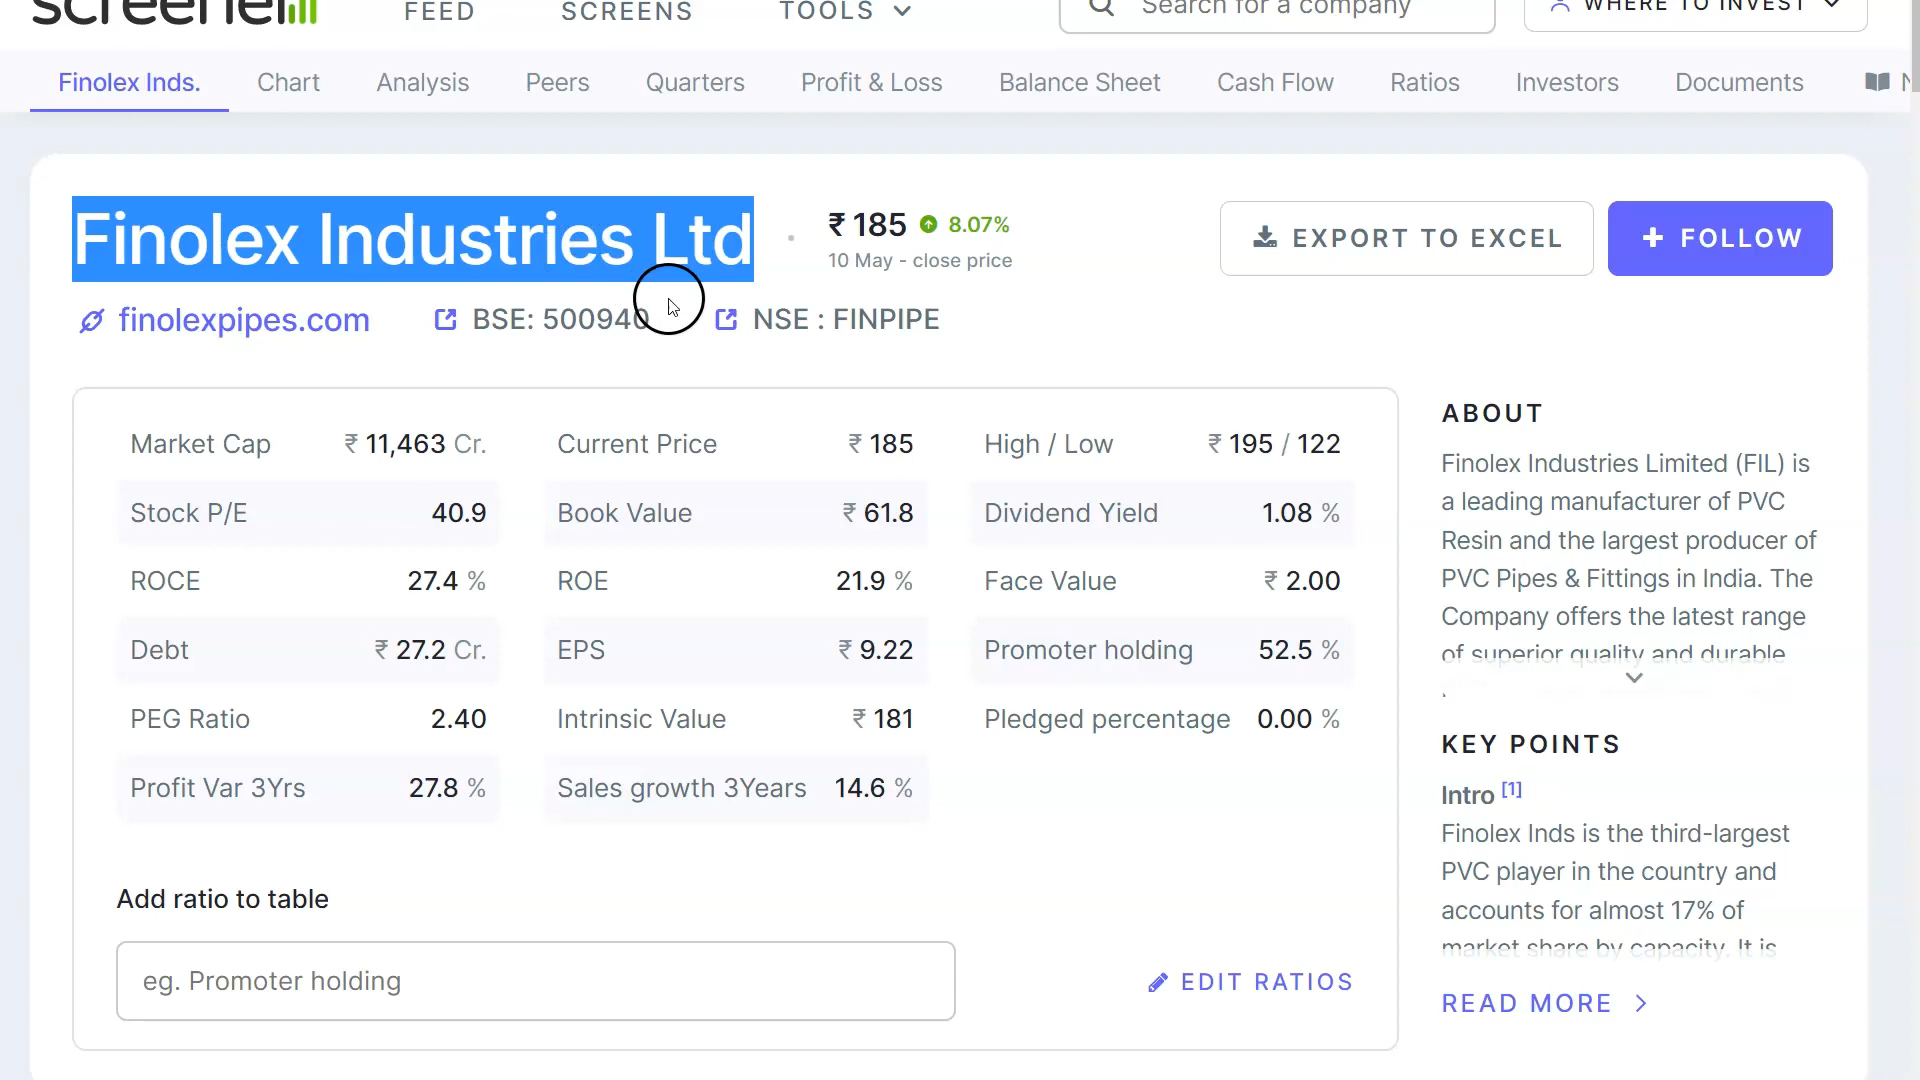 screener
FEED SCREENS TOOLS Search for a company WHERE TO INVEST
Finolex Inds. Chart Analysis Peers Quarters Profit & Loss Balance Sheet Cash Flow Ratios Investors Documents
Finolex Industries Ltd ₹ 185 8.07% EXPORT TO EXCEL + FOLLOW
10 May - close price
finolexpipes.com BSE: 500940 NSE : FINPIPE
Market Cap ₹ 11,463 Cr. Current Price ₹ 185 High / Low ₹ 195 / 122
Stock P/E 40.9 Book Value ₹ 61.8 Dividend Yield 1.08 %
ROCE 27.4 % ROE 21.9 % Face Value ₹ 2.00
Debt ₹ 27.2 Cr. EPS ₹ 9.22 Promoter holding 52.5 %
PEG Ratio 2.40 Intrinsic Value ₹ 181 Pledged percentage 0.00 %
Profit Var 3Yrs 27.8 % Sales growth 3Years 14.6 %
Add ratio to table
eg. Promoter holding
EDIT RATIOS
ABOUT
Finolex Industries Limited (FIL) is
a leading manufacturer of PVC
Resin and the largest producer of
PVC Pipes & Fittings in India. The
Company offers the latest range
of superior quality and durable
KEY POINTS
Intro [1]
Finolex Inds is the third-largest
PVC player in the country and
accounts for almost 17% of
market share by capacity. It is
READ MORE